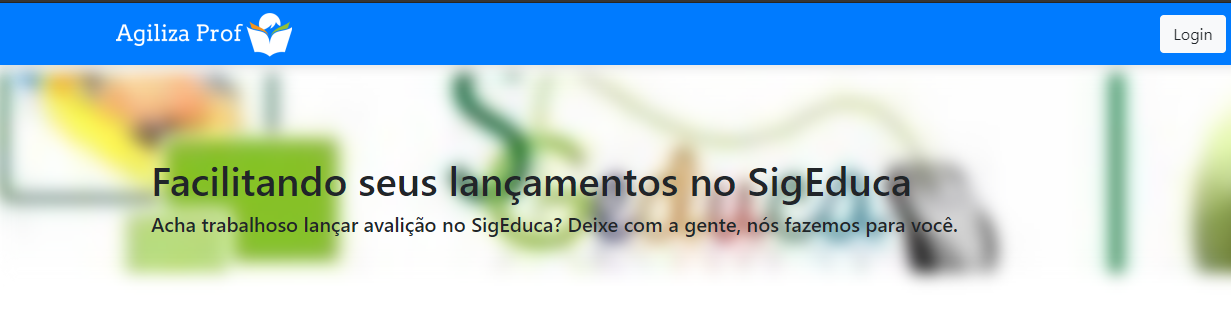 Agiliza Prof
Login
Facilitando seus lançamentos no SigEduca
Acha trabalhoso lançar avalição no SigEduca? Deixe com a gente, nós fazemos para você.